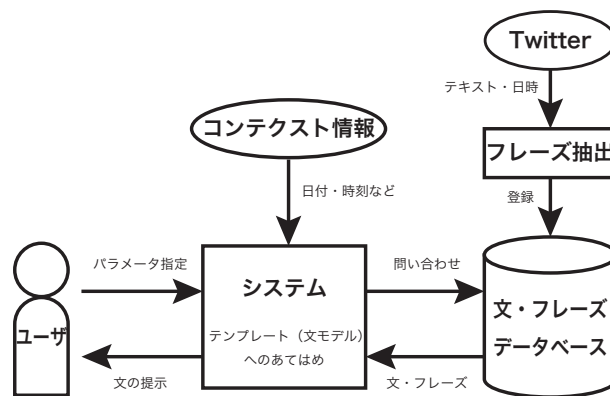 Twitter
テキスト・日時
コンテクスト情報
フレーズ抽出
日付・時刻など
登録
パラメータ指定
問い合わせ
システム
文・フレーズ
データベース
ユーザ
テンプレート（文モデル）
へのあてはめ
文の提示
文・フレーズ